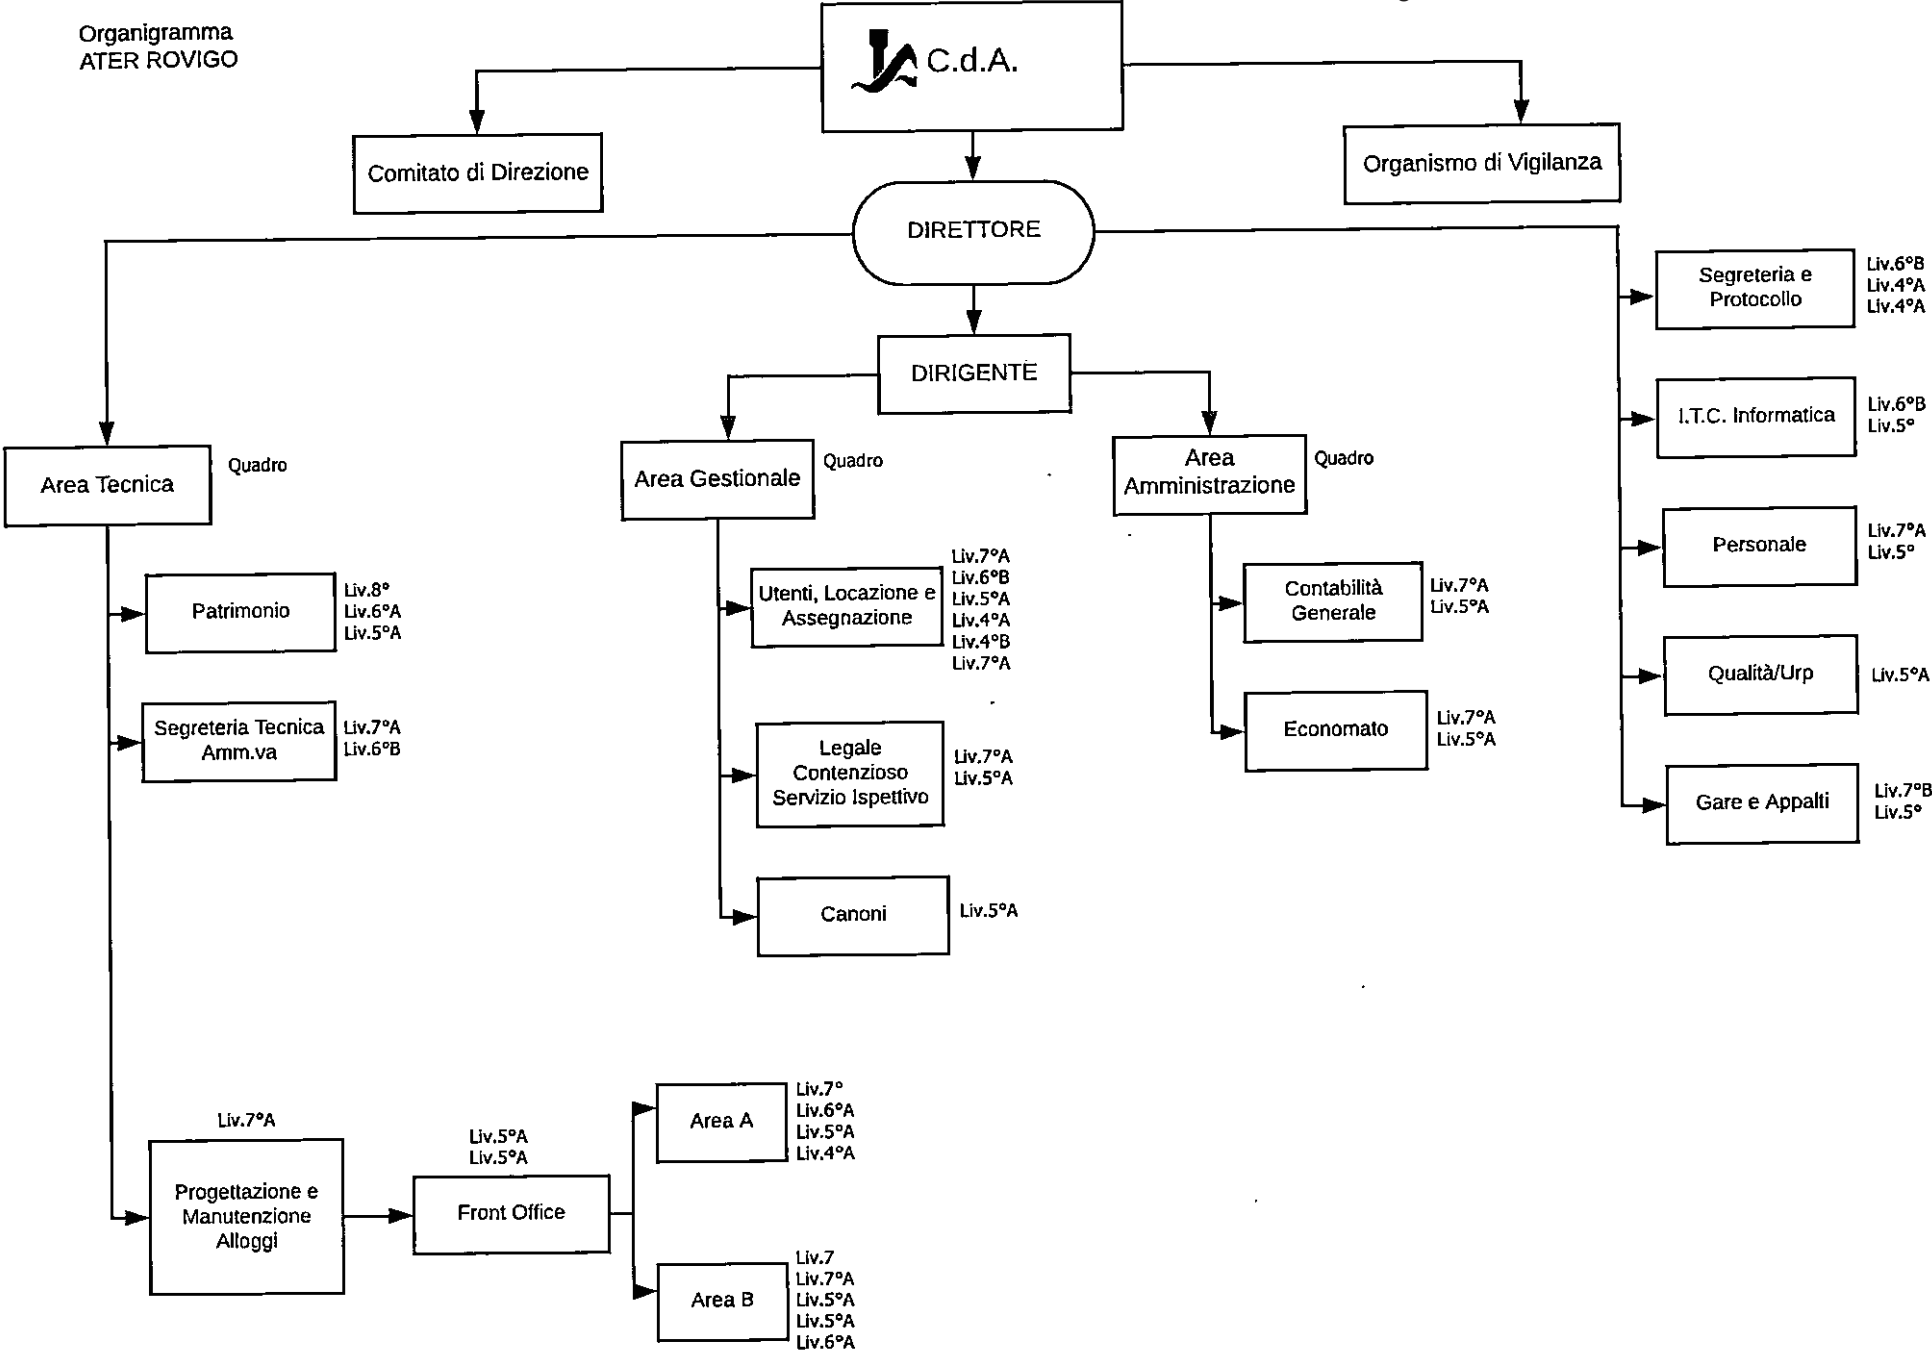 Organigramma
ATER ROVIGO
C.d.A.
Comitato di Direzione
Organismo di Vigilanza
DIRETTORE
Segreteria e
Protocollo
Liv.6°B
Liv.4°A
Liv.4°A
DIRIGENTE
I.T.C. Informatica
Liv.6°B
Liv.5°
Area Tecnica
Quadro
Area Gestionale
Quadro
Area
Amministrazione
Quadro
Personale
Liv.7°A
Liv.5°
Patrimonio
Liv.8°
Liv.6°A
Liv.5°A
Utenti, Locazione e
Assegnazione
Liv.7°A
Liv.6°B
Liv.5°A
Liv.4°A
Liv.4°B
Liv.7°A
Contabilità
Generale
Liv.7°A
Liv.5°A
Qualità/Urp
Liv.5°A
Segreteria Tecnica
Amm.va
Liv.7°A
Liv.6°B
Legale
Contenzioso
Servizio Ispettivo
Liv.7°A
Liv.5°A
Economato
Liv.7°A
Liv.5°A
Gare e Appalti
Liv.7°B
Liv.5°
Canoni
Liv.5°A
Liv.7°A
Progettazione e
Manutenzione
Alloggi
Liv.5°A
Liv.5°A
Front Office
Area A
Liv.7°
Liv.6°A
Liv.5°A
Liv.4°A
Area B
Liv.7
Liv.7°A
Liv.5°A
Liv.5°A
Liv.6°A